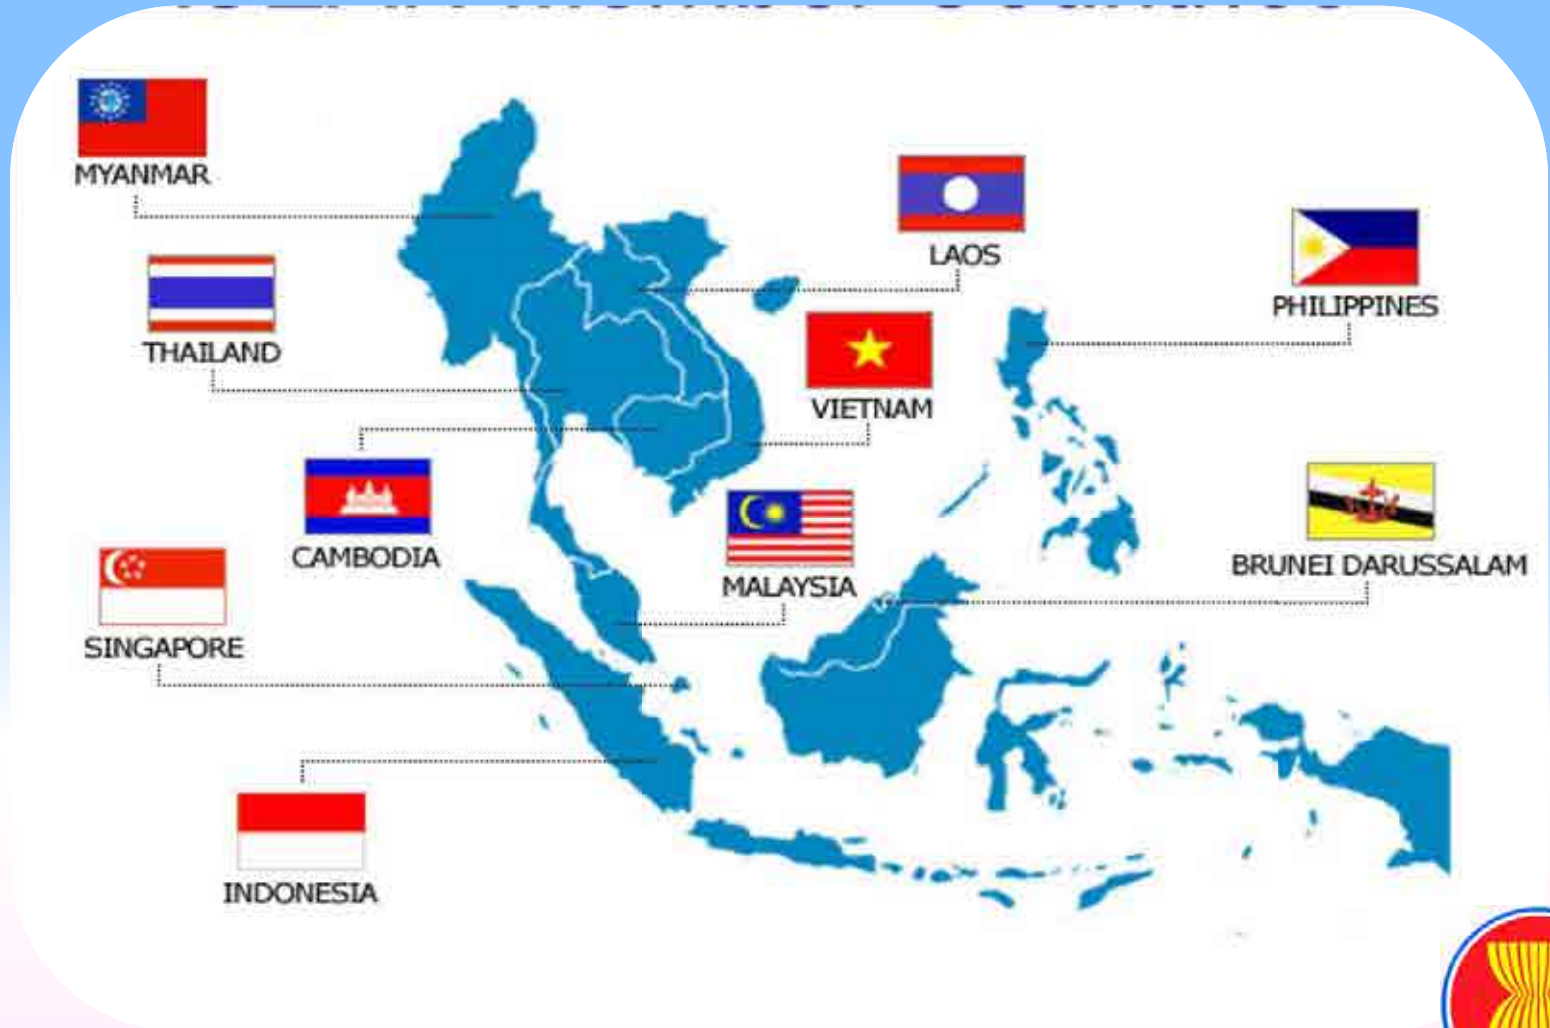 MYANMAR
LAOS
PHILIPPINES
THAILAND
VIETNAM
CAMBODIA
MALAYSIA
BRUNEI DARUSSALAM
SINGAPORE
INDONESIA